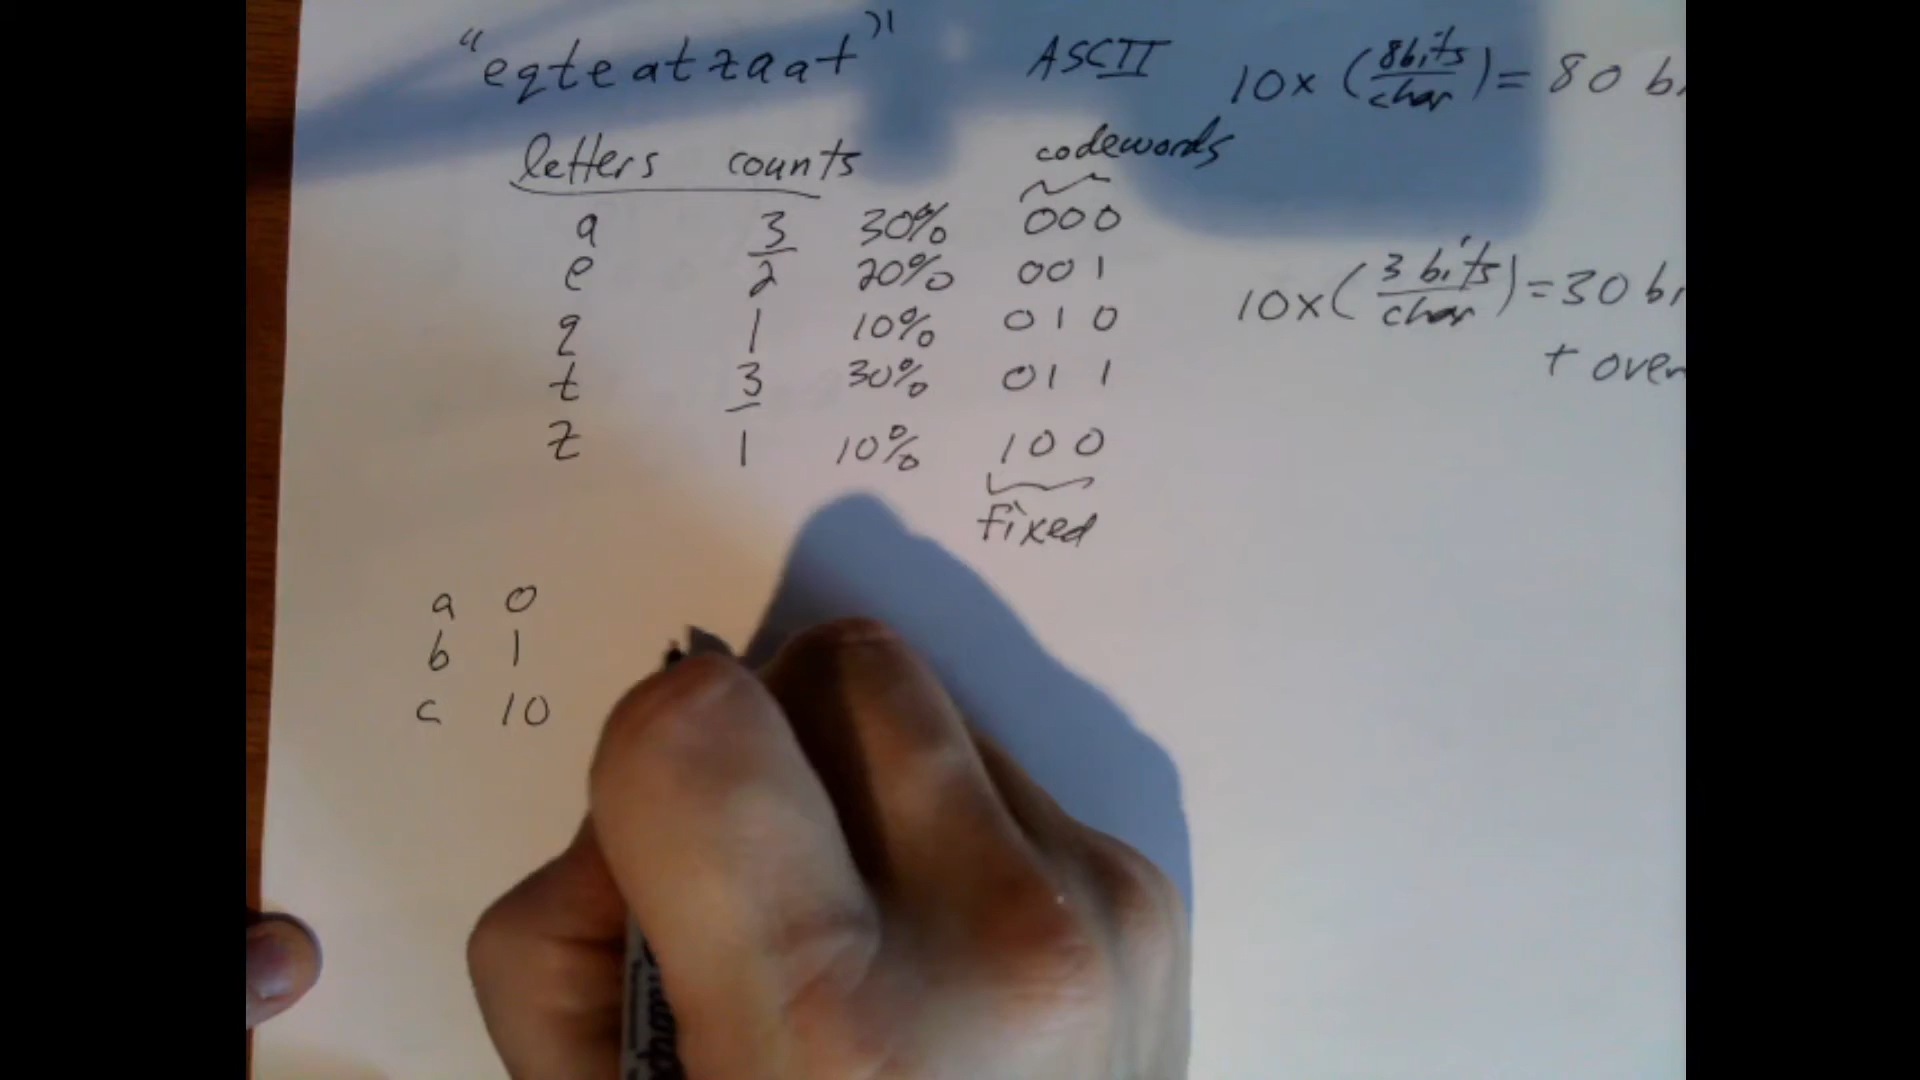 "eqteatzaat" ASCII 10x (8bits/char) = 80 b
letters counts codewords
a 3 30% 000
e 2 20% 001
q 1 10% 010
t 3 30% 011
z 1 10% 100
10x (3 bits/char) = 30 b
+ over
fixed
a 0
b 1
c 10